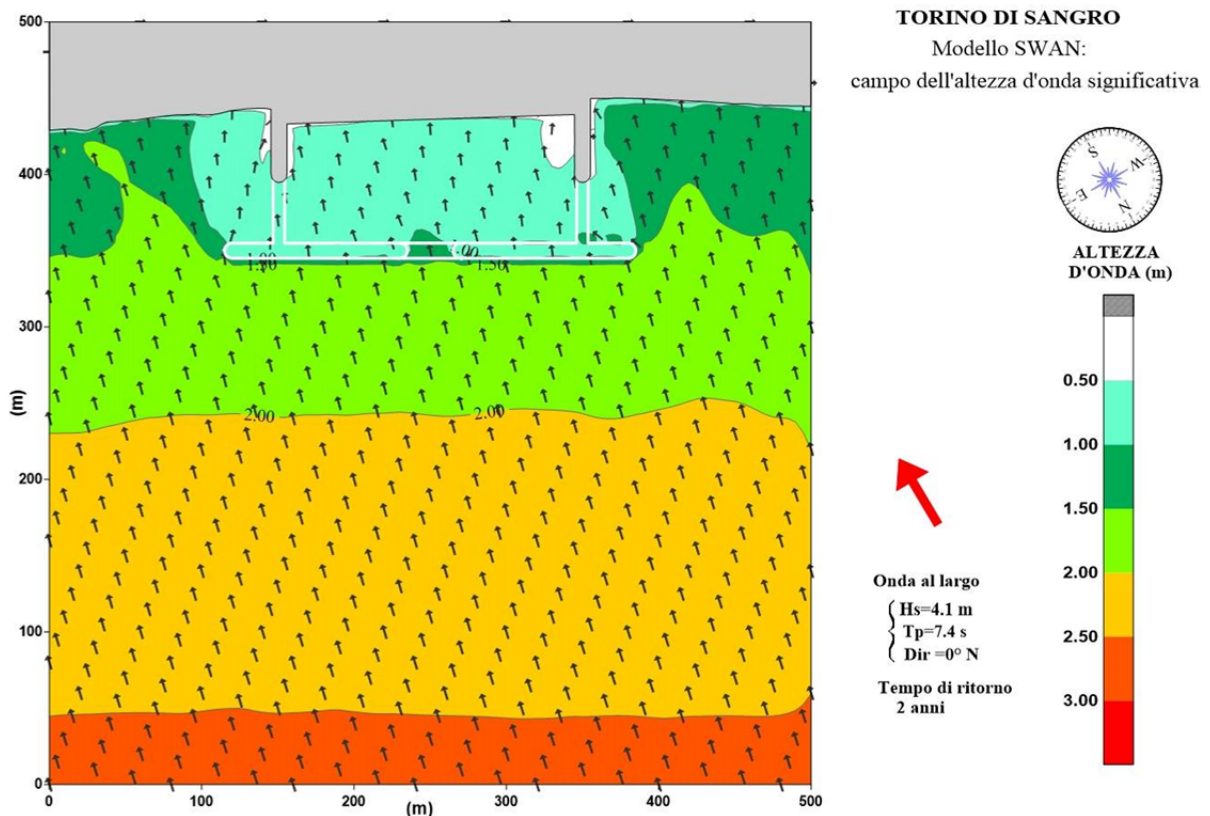 TORINO DI SANGRO
Modello SWAN:
campo dell'altezza d'onda significativa
500
400
300
200
100
0
(m)
0
100
200
300
400
500
(m)
1.50
2.00
2.00
S
W
E
N
ALTEZZA
D'ONDA (m)
0.50
1.00
1.50
2.00
2.50
3.00
Onda al largo
Hs=4.1 m
Tp=7.4 s
Dir =0° N
Tempo di ritorno
2 anni